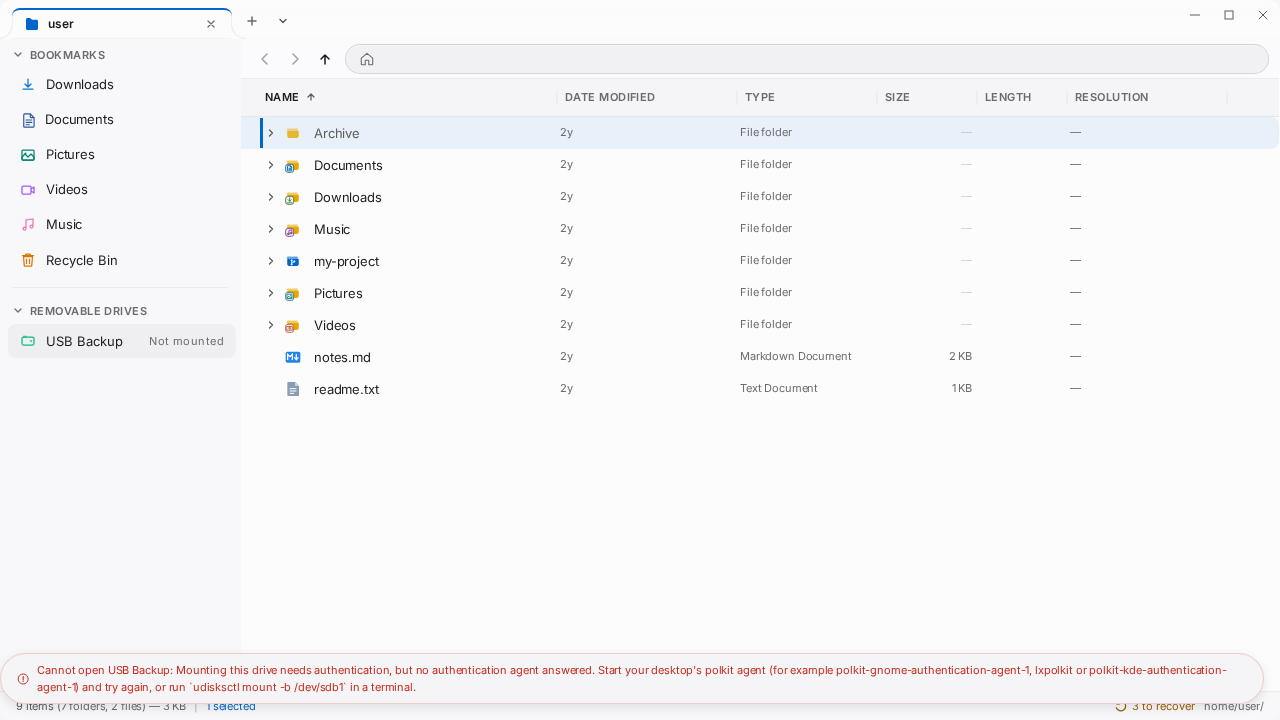 user
BOOKMARKS
Downloads
Documents
Pictures
Videos
Music
Recycle Bin
REMOVABLE DRIVES
USB Backup Not mounted
NAME DATE MODIFIED TYPE SIZE LENGTH RESOLUTION
Archive 2y File folder — —
Documents 2y File folder — —
Downloads 2y File folder — —
Music 2y File folder — —
my-project 2y File folder — —
Pictures 2y File folder — —
Videos 2y File folder — —
notes.md 2y Markdown Document 2 KB —
readme.txt 2y Text Document 1 KB —
Cannot open USB Backup: Mounting this drive needs authentication, but no authentication agent answered. Start your desktop's polkit agent (for example polkit-gnome-authentication-agent-1, lxpolkit or polkit-kde-authentication-
agent-1) and try again, or run `udisksctl mount -b /dev/sdb1` in a terminal.
9 items (7 folders, 2 files) — 3 KB | 1 selected 3 to recover home/user/